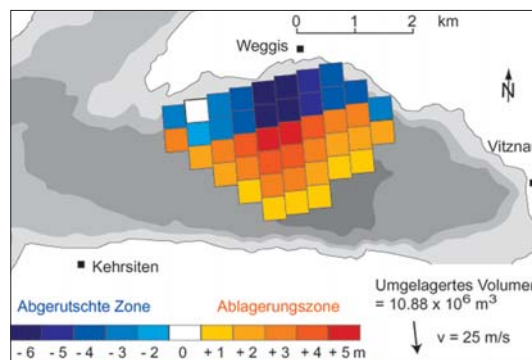 0 1 2
km
Weggis
N
Vitznau
Kehrsiten
Umgelagertes Volumen
= 10.88 x 10⁶ m³
Abgerutschte Zone Ablagerungszone
v = 25 m/s
- 6 - 5 - 4 - 3 - 2 0 + 1 + 2 + 3 + 4 + 5 m